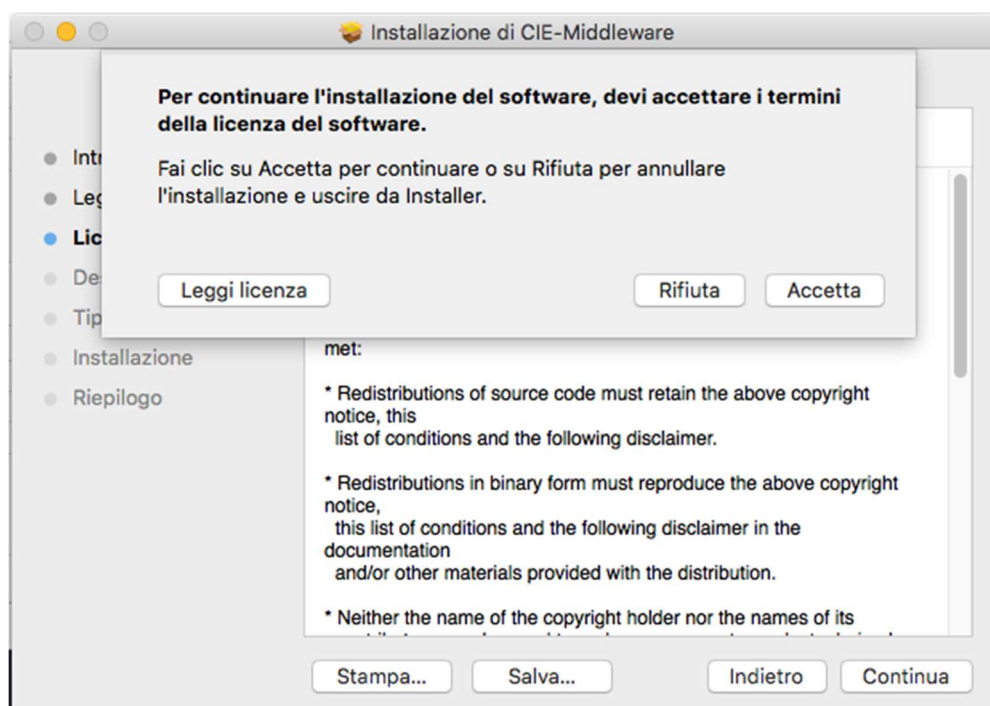 Installazione di CIE-Middleware
Per continuare l'installazione del software, devi accettare i termini
della licenza del software.
Fai clic su Accetta per continuare o su Rifiuta per annullare
l'installazione e uscire da Installer.
Leggi licenza
Rifiuta
Accetta
Lic
Installazione
Riepilogo
met:
* Redistributions of source code must retain the above copyright
notice, this
list of conditions and the following disclaimer.
* Redistributions in binary form must reproduce the above copyright
notice,
this list of conditions and the following disclaimer in the
documentation
and/or other materials provided with the distribution.
* Neither the name of the copyright holder nor the names of its
Stampa...
Salva...
Indietro
Continua